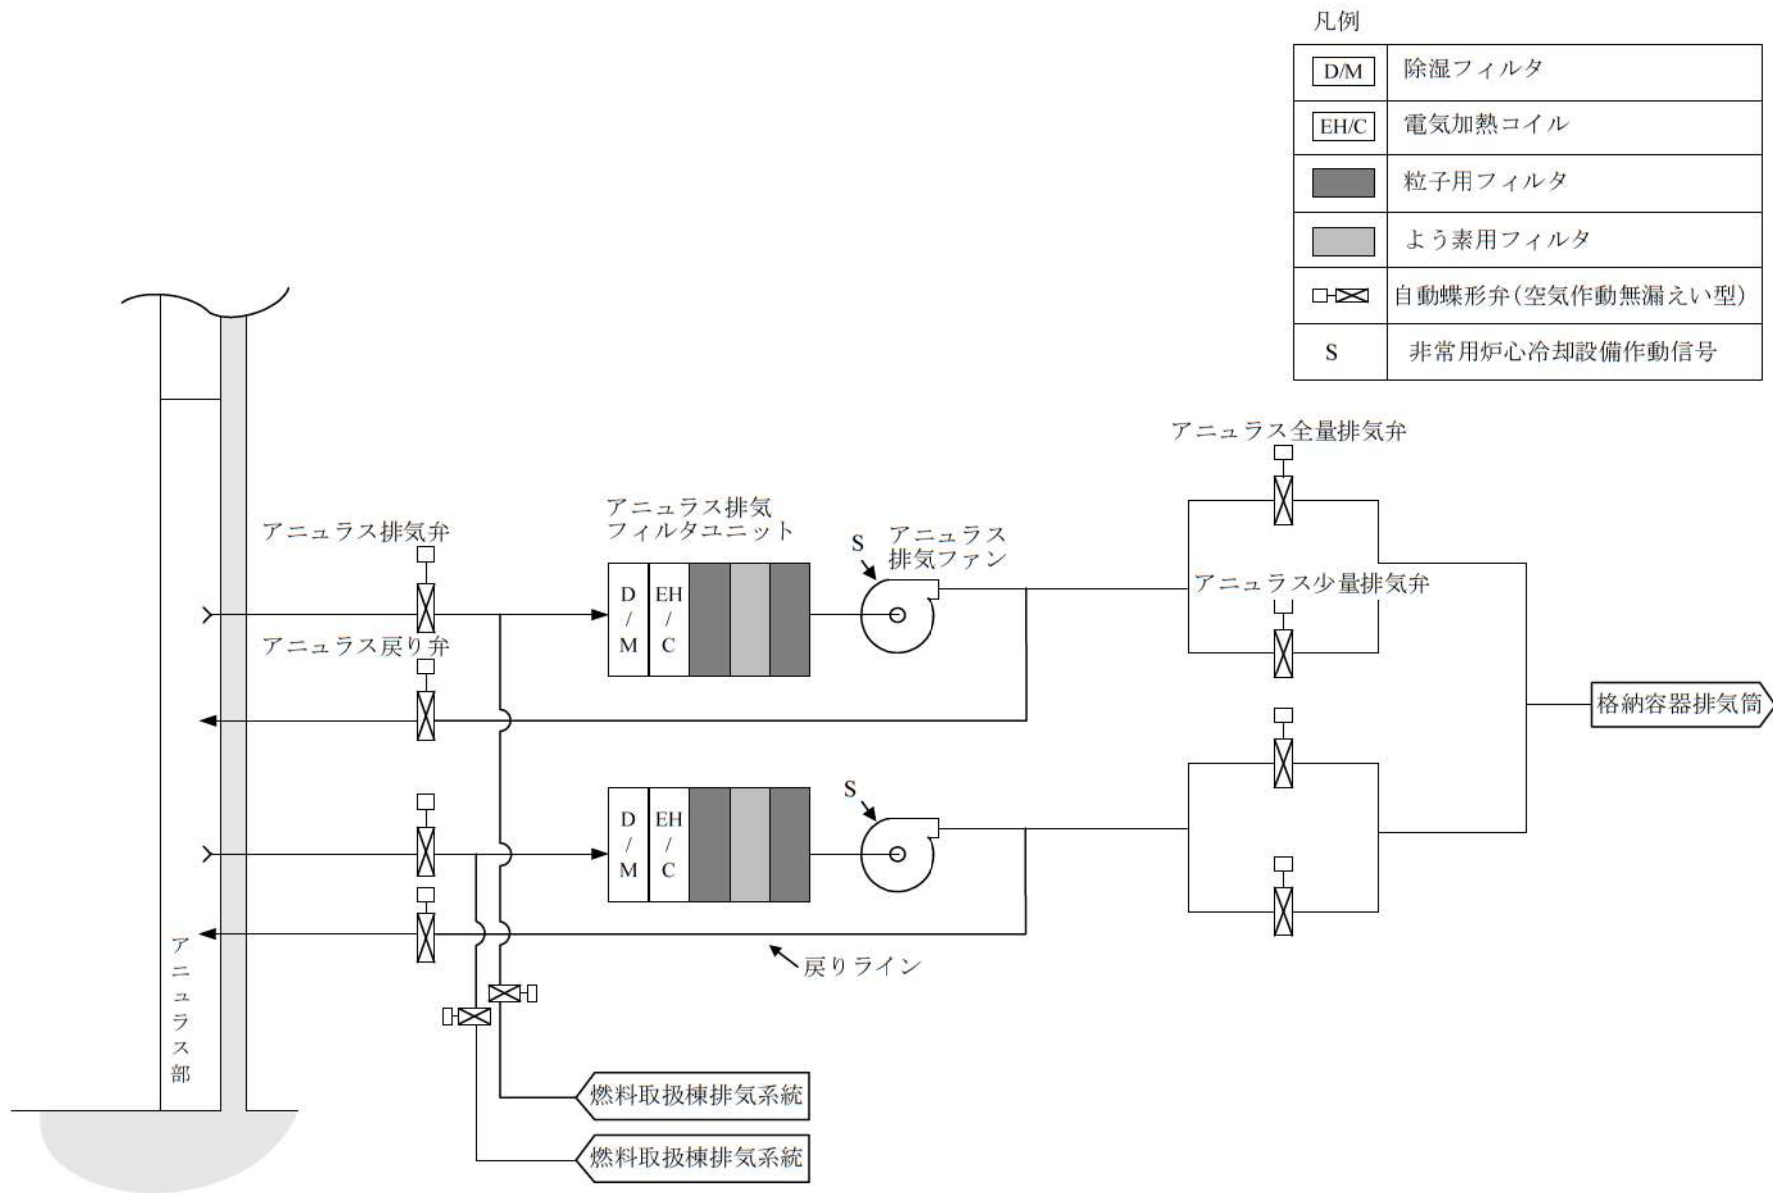 凡例
D/M 除湿フィルタ
EH/C 電気加熱コイル
粒子用フィルタ
よう素用フィルタ
自動蝶形弁(空気作動無漏えい型)
S 非常用炉心冷却設備作動信号
アニュラス全量排気弁
アニュラス排気弁
アニュラス排気
フィルタユニット
S
アニュラス
排気ファン
アニュラス少量排気弁
D/M
EH/C
アニュラス戻り弁
格納容器排気筒
S
D/M
EH/C
アニュラス部
戻りライン
燃料取扱棟排気系統
燃料取扱棟排気系統